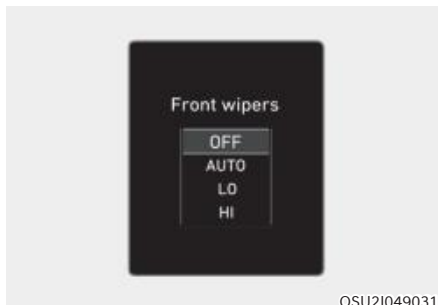 Front wipers
OFF
AUTO
LO
HI
OSU2I049031